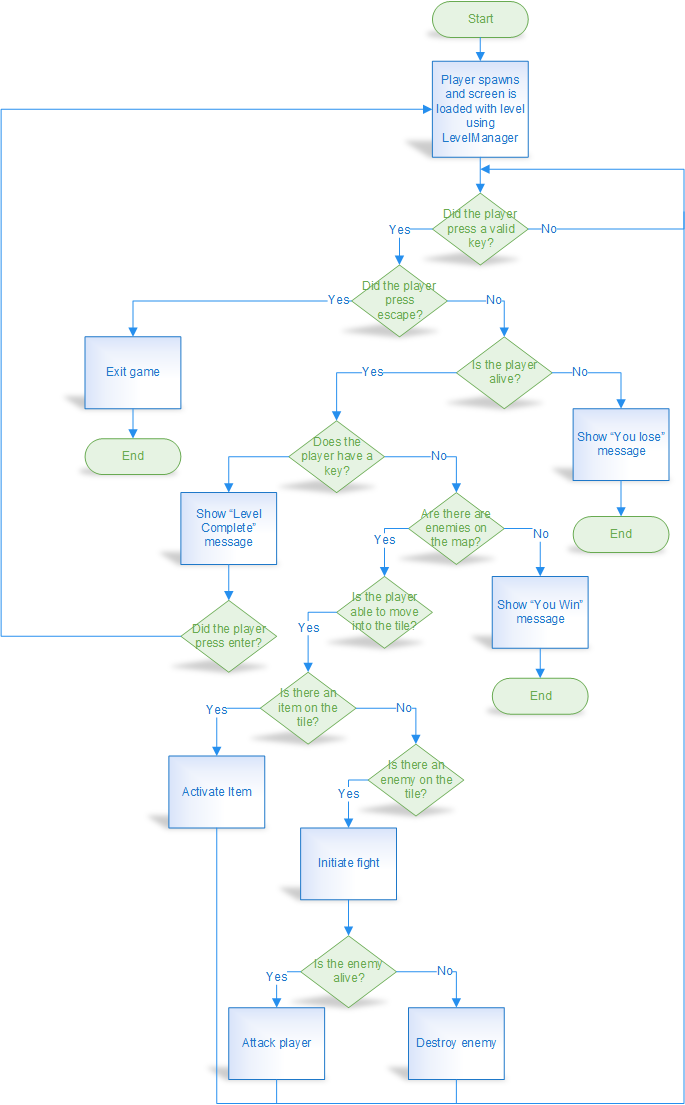 Start
Player spawns
and screen is
loaded with level
using
LevelManager
Did the player
press a valid
key?
Yes
No
Did the player
press
escape?
Yes
No
Exit game
End
Is the player
alive?
Yes
No
Show “You lose”
message
End
Does the
player have a
key?
Yes
No
Show “Level
Complete”
message
Did the player
press enter?
Are there are
enemies on
the map?
Yes
No
Show “You Win”
message
End
Is the player
able to move
into the tile?
Yes
Is there an
item on the
tile?
Yes
No
Activate Item
Is there an
enemy on the
tile?
Yes
Initiate fight
Is the enemy
alive?
Yes
No
Attack player
Destroy enemy